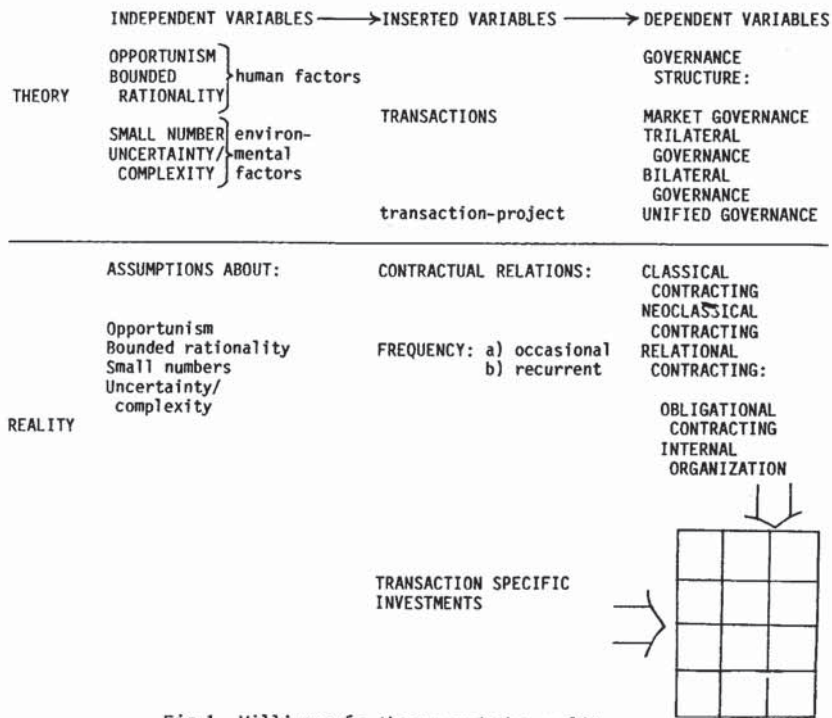 INDEPENDENT VARIABLES → INSERTED VARIABLES → DEPENDENT VARIABLES
THEORY
OPPORTUNISM
BOUNDED
RATIONALITY
human factors
SMALL NUMBER
UNCERTAINTY/
COMPLEXITY
environ-
mental
factors
TRANSACTIONS
transaction-project
GOVERNANCE
STRUCTURE:
MARKET GOVERNANCE
TRILATERAL
GOVERNANCE
BILATERAL
GOVERNANCE
UNIFIED GOVERNANCE
REALITY
ASSUMPTIONS ABOUT:
Opportunism
Bounded rationality
Small numbers
Uncertainty/
complexity
CONTRACTUAL RELATIONS:
FREQUENCY: a) occasional
b) recurrent
TRANSACTION SPECIFIC
INVESTMENTS
CLASSICAL
CONTRACTING
NEOCLASSICAL
CONTRACTING
RELATIONAL
CONTRACTING:
OBLIGATIONAL
CONTRACTING
INTERNAL
ORGANIZATION
Fig 1